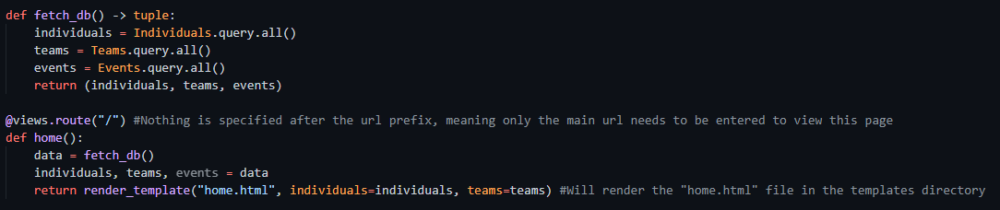 def fetch_db() -> tuple:
    individuals = Individuals.query.all()
    teams = Teams.query.all()
    events = Events.query.all()
    return (individuals, teams, events)

@views.route("/") #Nothing is specified after the url prefix, meaning only the main url needs to be entered to view this page
def home():
    data = fetch_db()
    individuals, teams, events = data
    return render_template("home.html", individuals=individuals, teams=teams) #Will render the "home.html" file in the templates directory